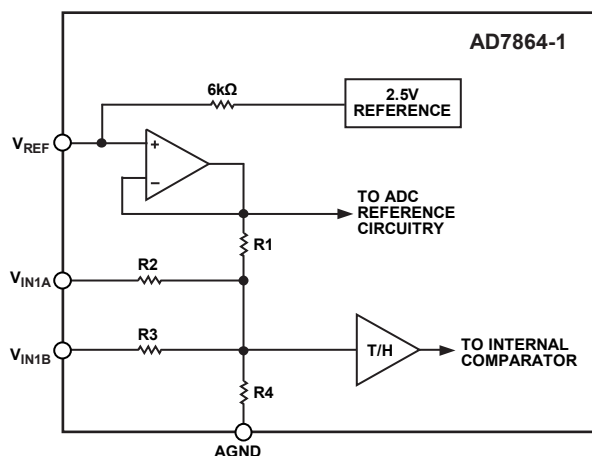 AD7864-1
6kΩ
2.5V
REFERENCE
VREF
+
–
TO ADC
REFERENCE
CIRCUITRY
R1
VIN1A
R2
VIN1B
R3
T/H
TO INTERNAL
COMPARATOR
R4
AGND